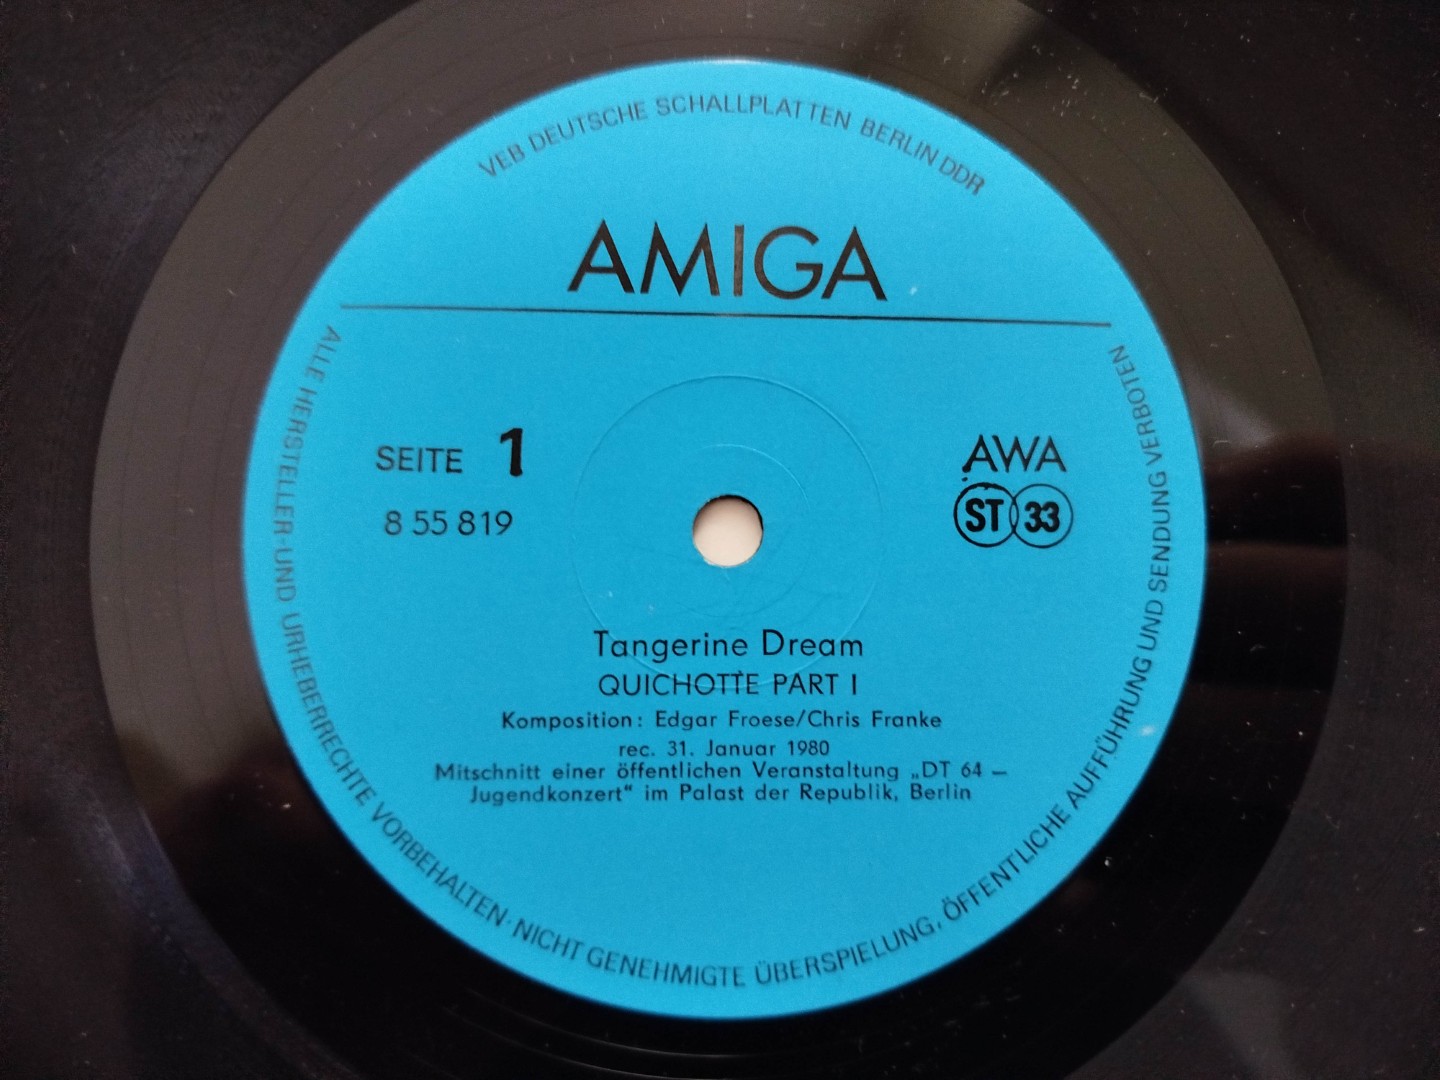 VEB DEUTSCHE SCHALLPLATTEN BERLIN DDR
AMIGA
SEITE 1
8 55 819
AWA
ST 33
Tangerine Dream
QUICHOTTE PART I
Komposition: Edgar Froese/Chris Franke
rec. 31. Januar 1980
Mitschnitt einer öffentlichen Veranstaltung „DT 64 —
Jugendkonzert“ im Palast der Republik, Berlin
ALLE HERSTELLER-UND URHEBERRECHTE VORBEHALTEN · NICHT GENEHMIGTE ÜBERSPIELUNG, ÖFFENTLICHE AUFFÜHRUNG UND SENDUNG VERBOTEN